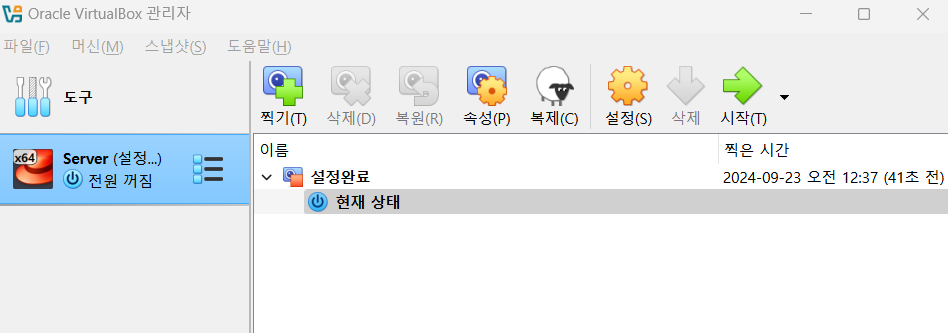 Oracle VirtualBox 관리자
파일(F) 머신(M) 스냅샷(S) 도움말(H)
도구
찍기(T) 삭제(D) 복원(R) 속성(P) 복제(C) 설정(S) 삭제 시작(T)
이름 찍은 시간
x64 Server (설정...)
전원 꺼짐
설정완료 2024-09-23 오전 12:37 (41초 전)
현재 상태